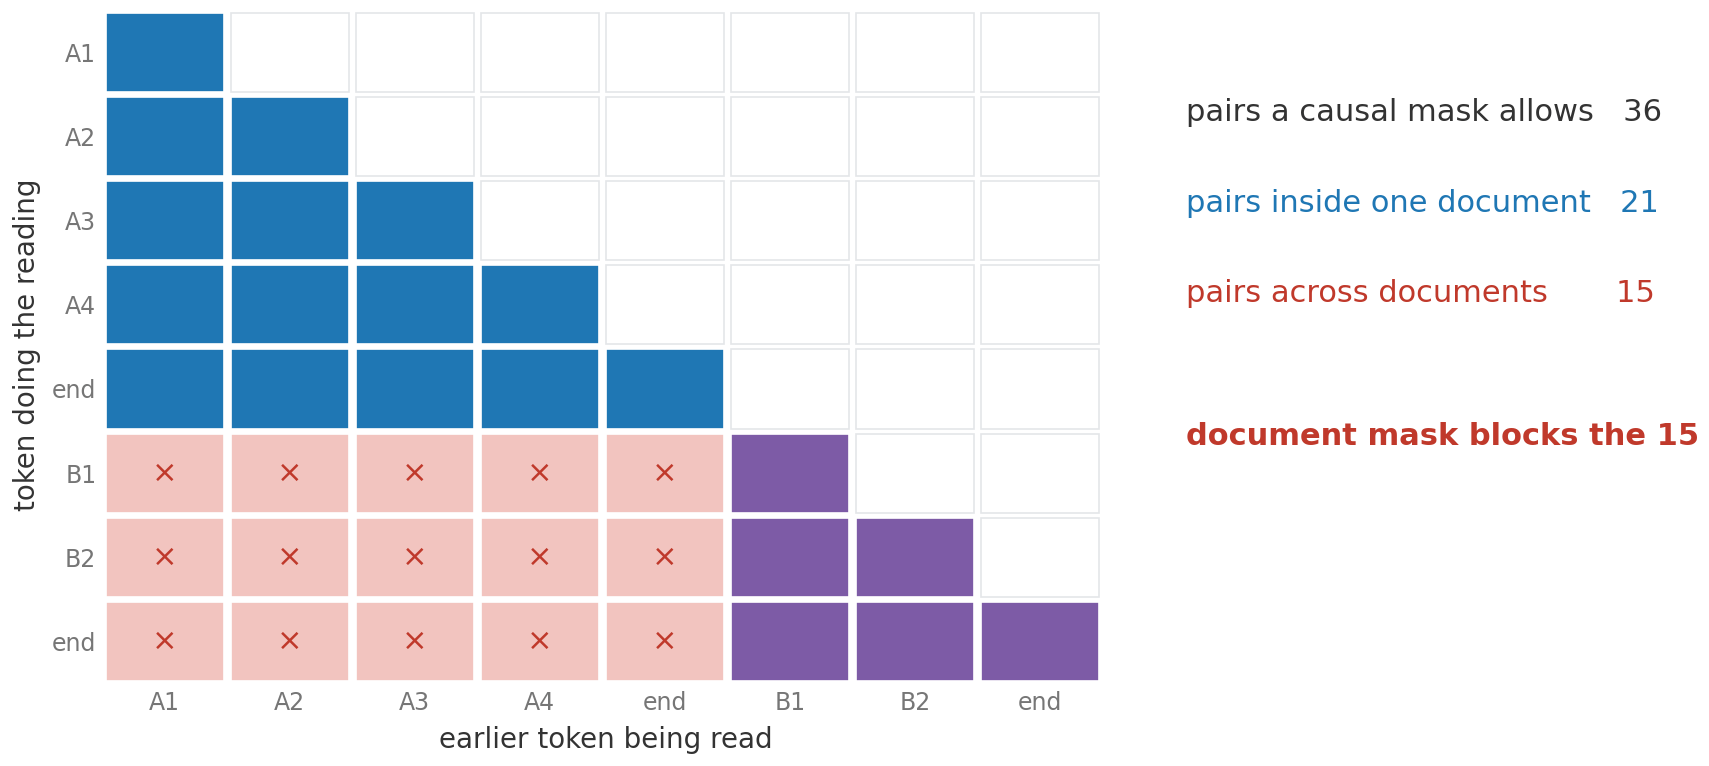 token doing the reading
A1
A2
A3
A4
end
B1 × × × × ×
B2 × × × × ×
end × × × × ×
A1 A2 A3 A4 end B1 B2 end
earlier token being read
pairs a causal mask allows 36
pairs inside one document 21
pairs across documents 15
document mask blocks the 15